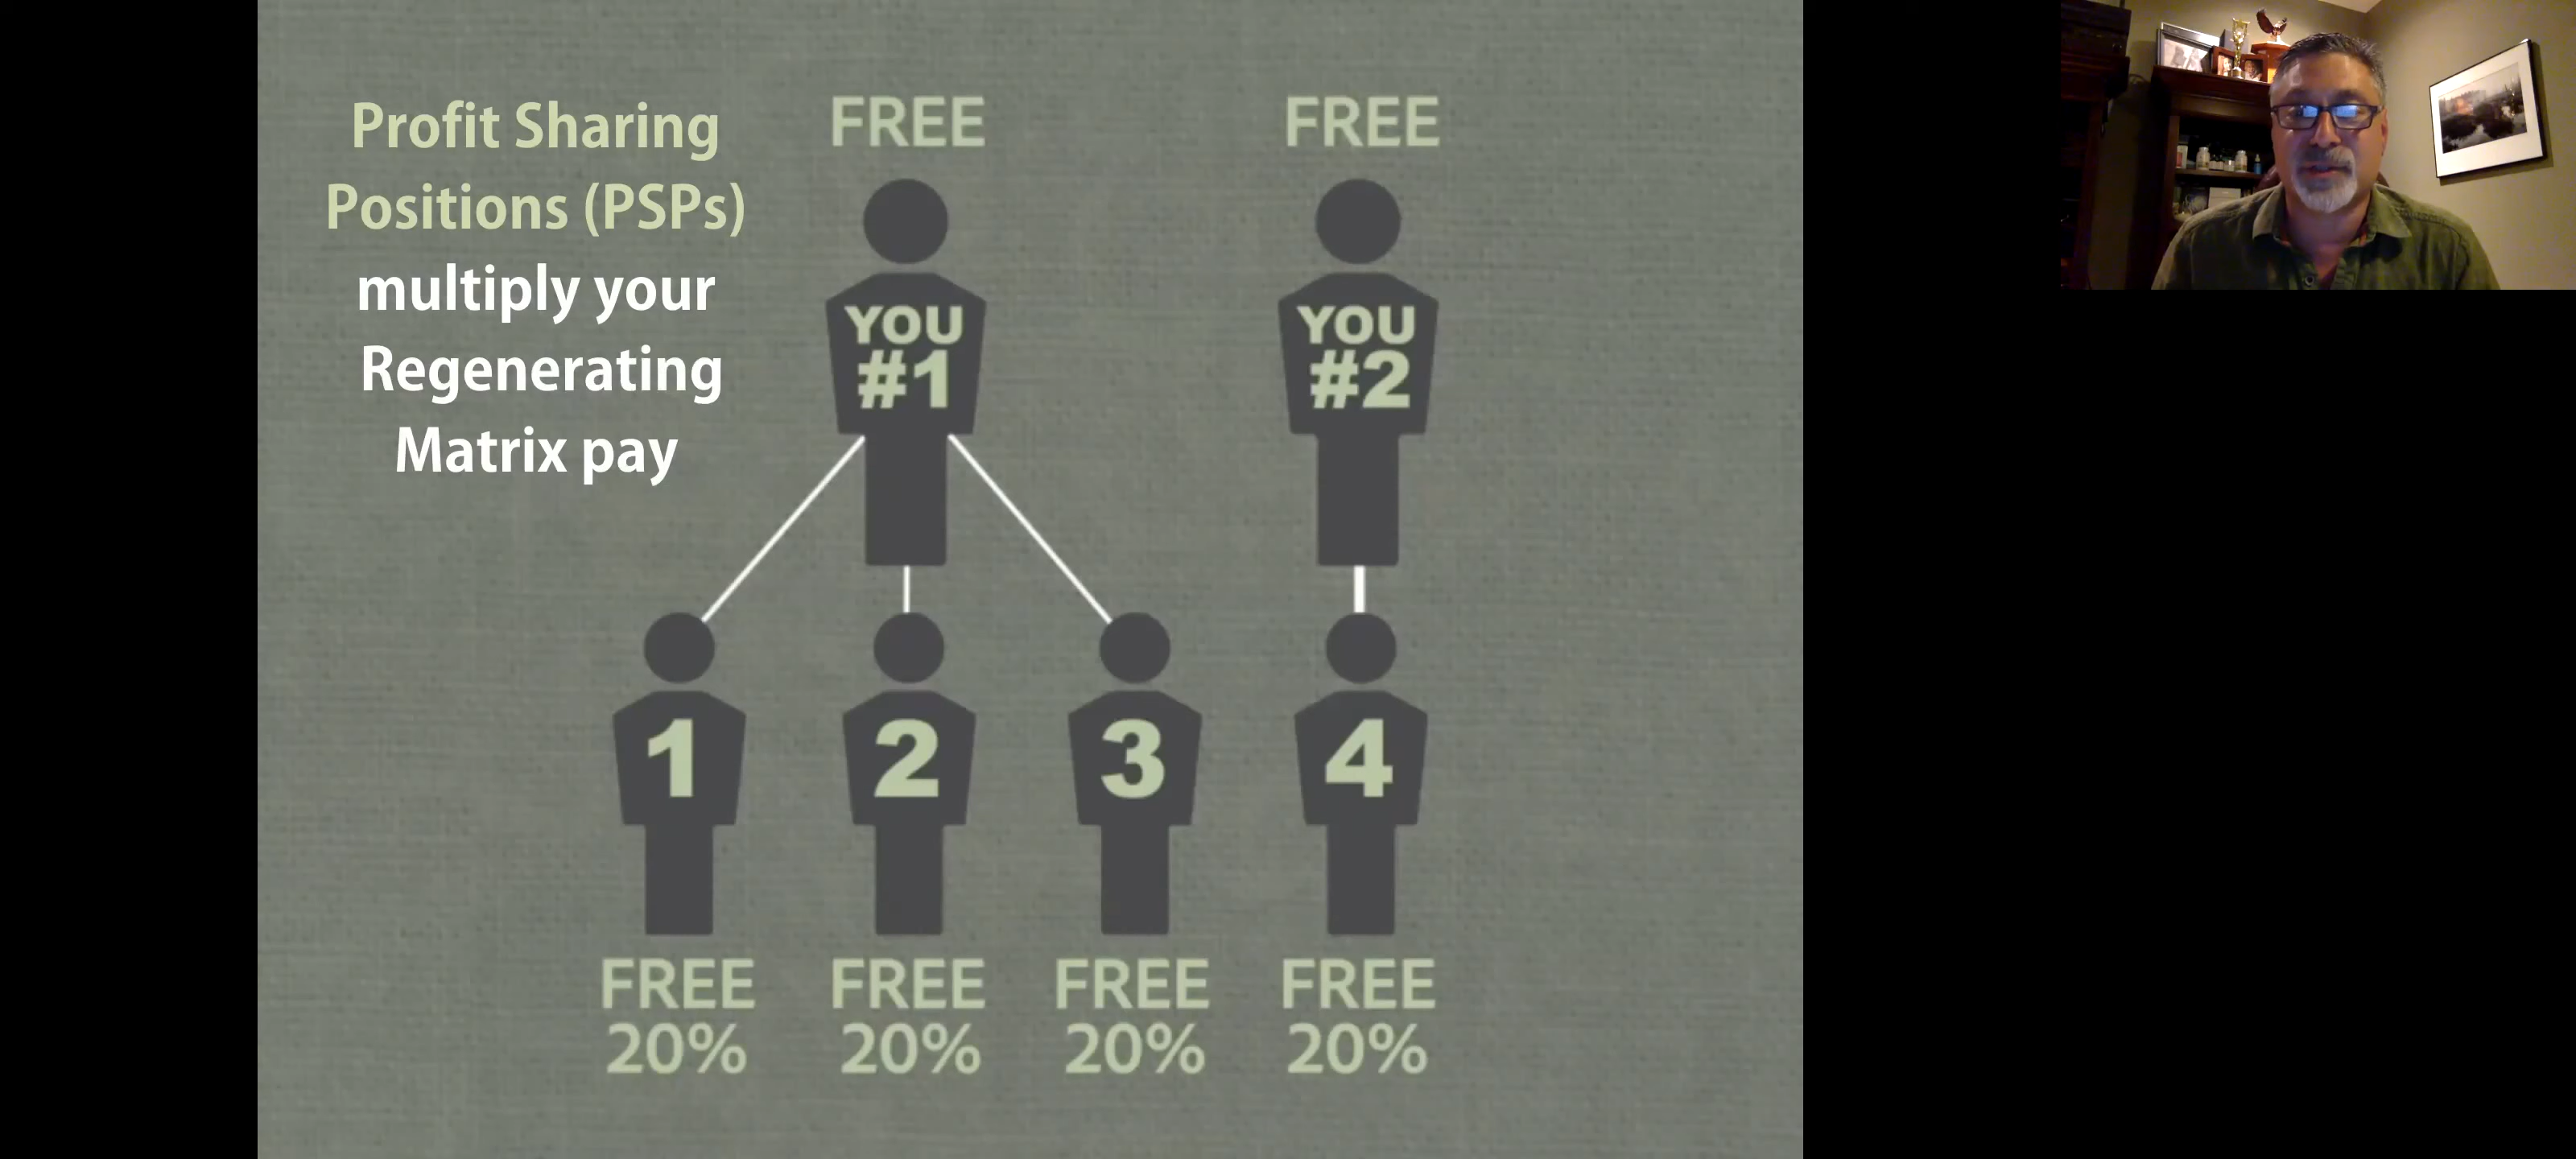 Profit Sharing
Positions (PSPs)
multiply your
Regenerating
Matrix pay
FREE
FREE
YOU
#1
YOU
#2
1
2
3
4
FREE
20%
FREE
20%
FREE
20%
FREE
20%